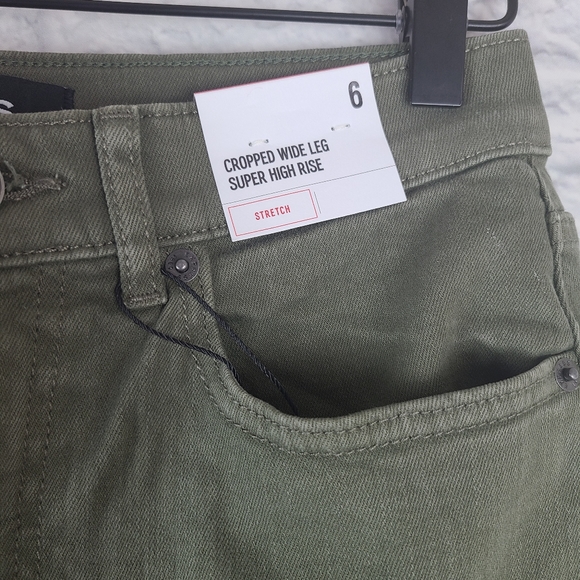 6
CROPPED WIDE LEG
SUPER HIGH RISE
STRETCH